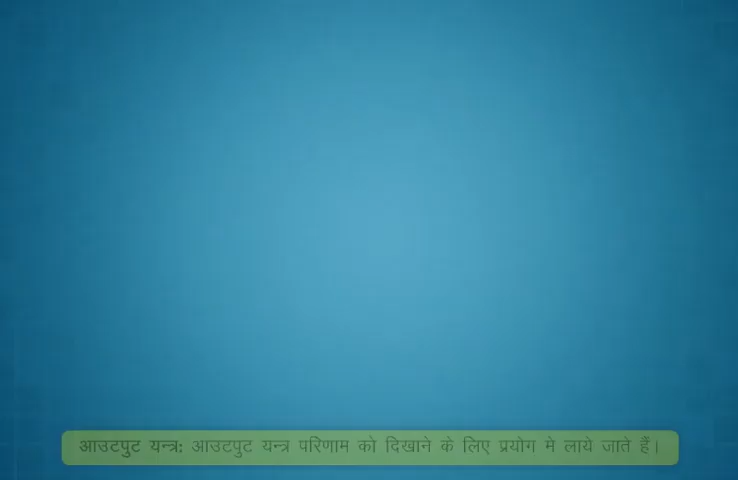 आउटपुट यन्त्र: आउटपुट यन्त्र परिणाम को दिखाने के लिए प्रयोग मे लाये जाते हैं।